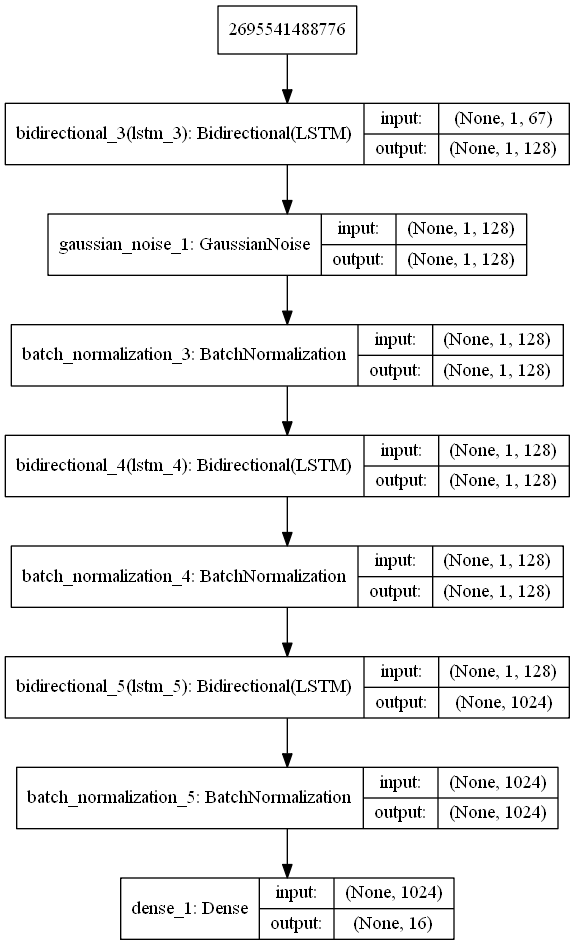 2695541488776
bidirectional_3(lstm_3): Bidirectional(LSTM)
input: (None, 1, 67)
output: (None, 1, 128)
gaussian_noise_1: GaussianNoise
input: (None, 1, 128)
output: (None, 1, 128)
batch_normalization_3: BatchNormalization
input: (None, 1, 128)
output: (None, 1, 128)
bidirectional_4(lstm_4): Bidirectional(LSTM)
input: (None, 1, 128)
output: (None, 1, 128)
batch_normalization_4: BatchNormalization
input: (None, 1, 128)
output: (None, 1, 128)
bidirectional_5(lstm_5): Bidirectional(LSTM)
input: (None, 1, 128)
output: (None, 1024)
batch_normalization_5: BatchNormalization
input: (None, 1024)
output: (None, 1024)
dense_1: Dense
input: (None, 1024)
output: (None, 16)